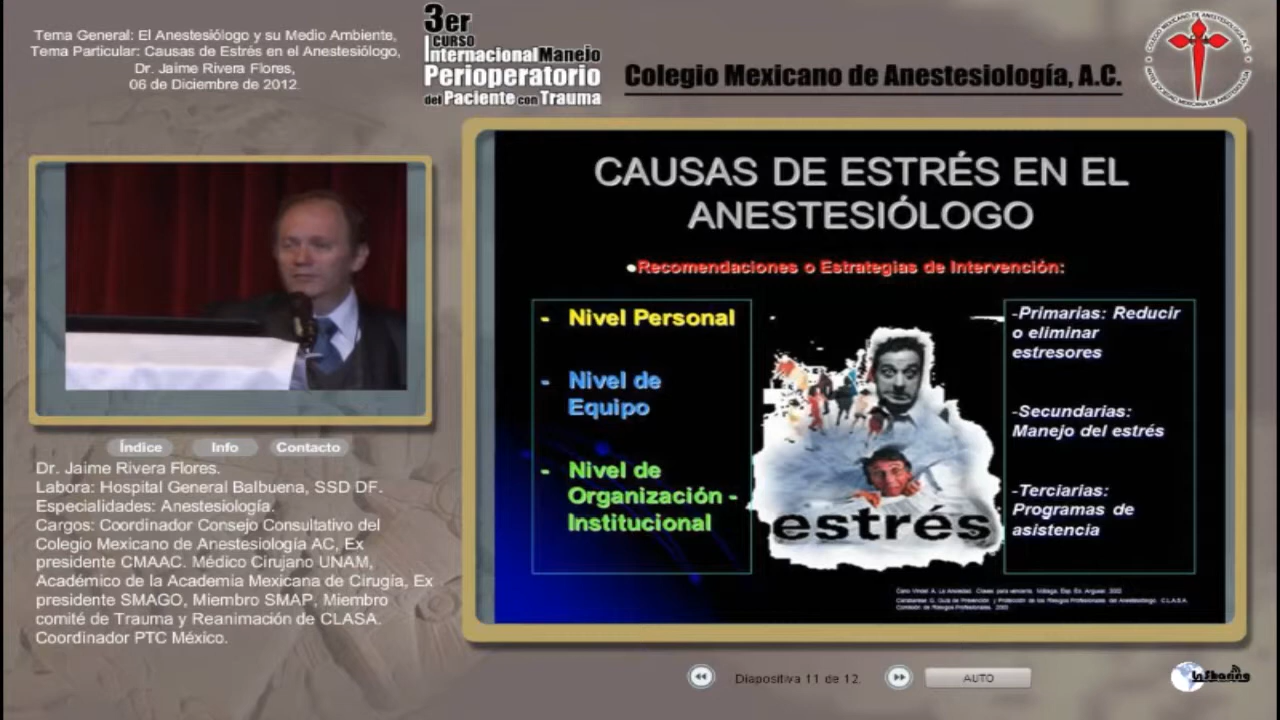 Tema General: El Anestesiólogo y su Medio Ambiente,
Tema Particular: Causas de Estrés en el Anestesiólogo,
Dr. Jaime Rivera Flores,
06 de Diciembre de 2012.
3er
CURSO
Internacional Manejo
Perioperatorio
del Paciente con Trauma
Colegio Mexicano de Anestesiología, A.C.
CAUSAS DE ESTRÉS EN EL
ANESTESIÓLOGO
•Recomendaciones o Estrategias de Intervención:
- Nivel Personal
- Nivel de
Equipo
- Nivel de
Organización -
Institucional
estrés
-Primarias: Reducir
o eliminar
estresores
-Secundarias:
Manejo del estrés
-Terciarias:
Programas de
asistencia
Índice
Info
Contacto
Dr. Jaime Rivera Flores.
Labora: Hospital General Balbuena, SSD DF.
Especialidades: Anestesiología.
Cargos: Coordinador Consejo Consultativo del
Colegio Mexicano de Anestesiología AC, Ex
presidente CMAAC. Médico Cirujano UNAM,
Académico de la Academia Mexicana de Cirugía, Ex
presidente SMAGO, Miembro SMAP, Miembro
comité de Trauma y Reanimación de CLASA.
Coordinador PTC México.
Diapositiva 11 de 12.
AUTO